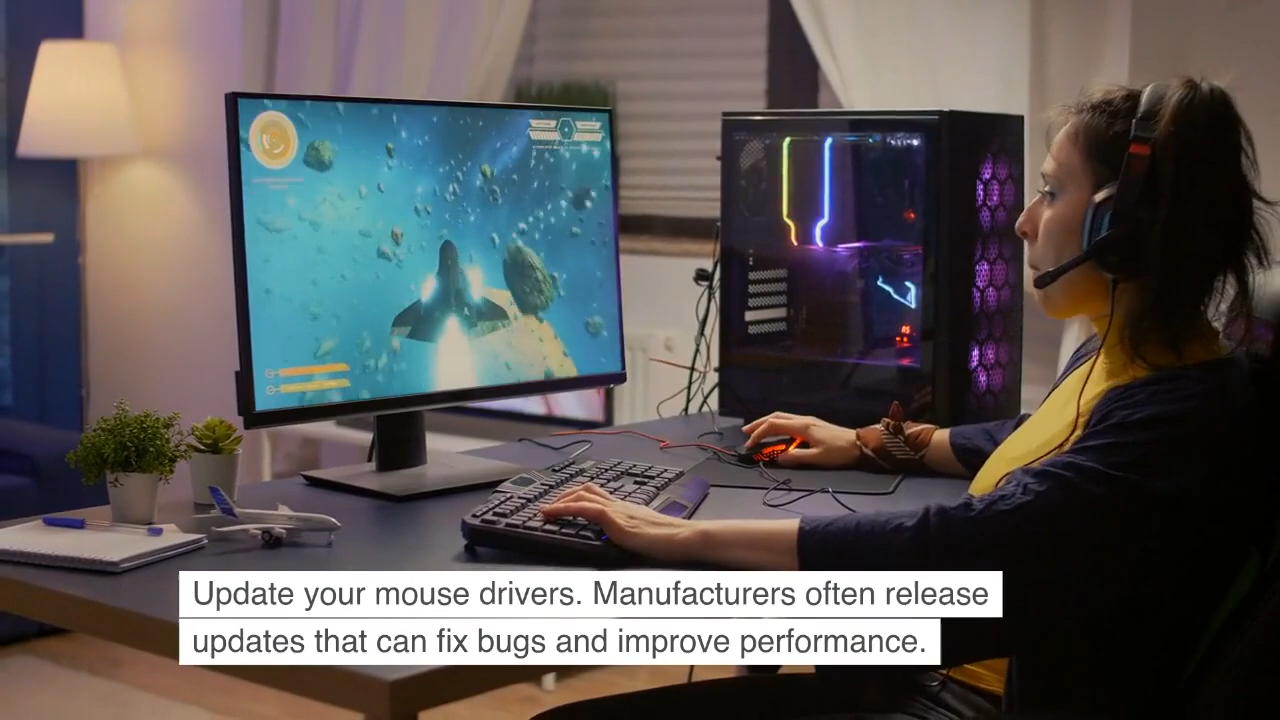 Update your mouse drivers. Manufacturers often release
updates that can fix bugs and improve performance.